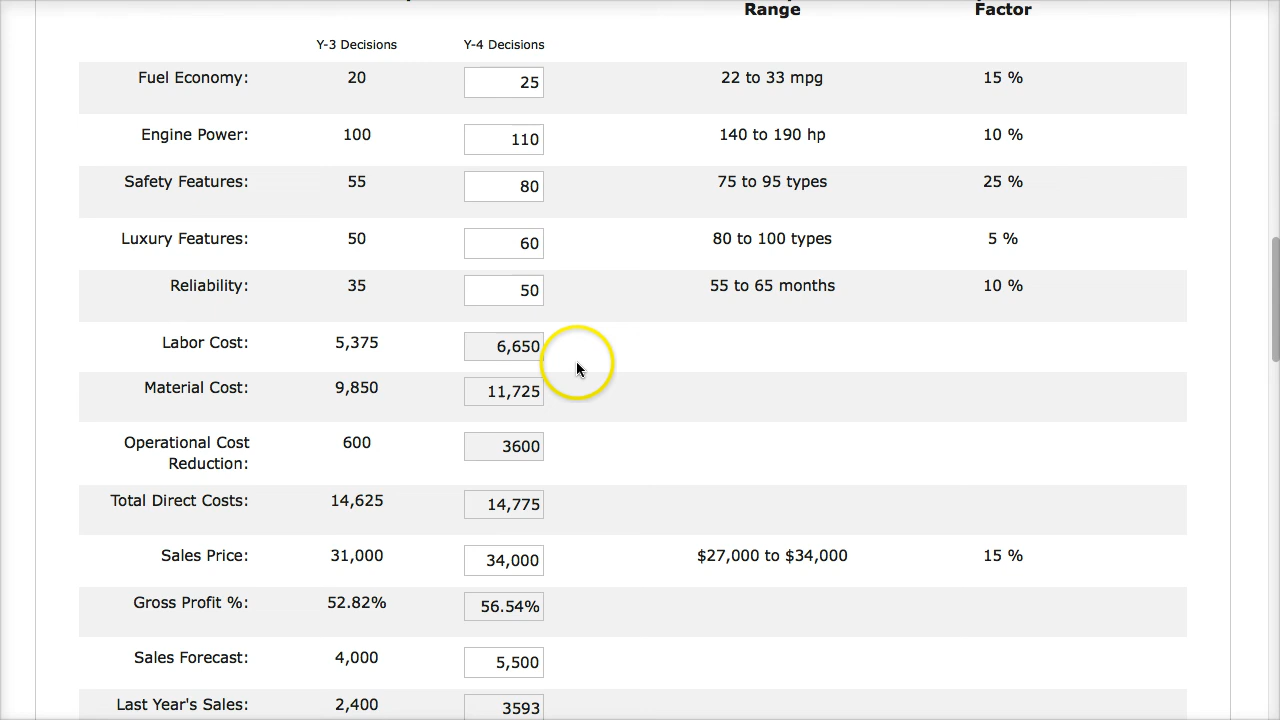 Range Factor
Y-3 Decisions Y-4 Decisions
Fuel Economy: 20 25 22 to 33 mpg 15 %
Engine Power: 100 110 140 to 190 hp 10 %
Safety Features: 55 80 75 to 95 types 25 %
Luxury Features: 50 60 80 to 100 types 5 %
Reliability: 35 50 55 to 65 months 10 %
Labor Cost: 5,375 6,650
Material Cost: 9,850 11,725
Operational Cost 600 3600
Reduction:
Total Direct Costs: 14,625 14,775
Sales Price: 31,000 34,000 $27,000 to $34,000 15 %
Gross Profit %: 52.82% 56.54%
Sales Forecast: 4,000 5,500
Last Year's Sales: 2,400 3593